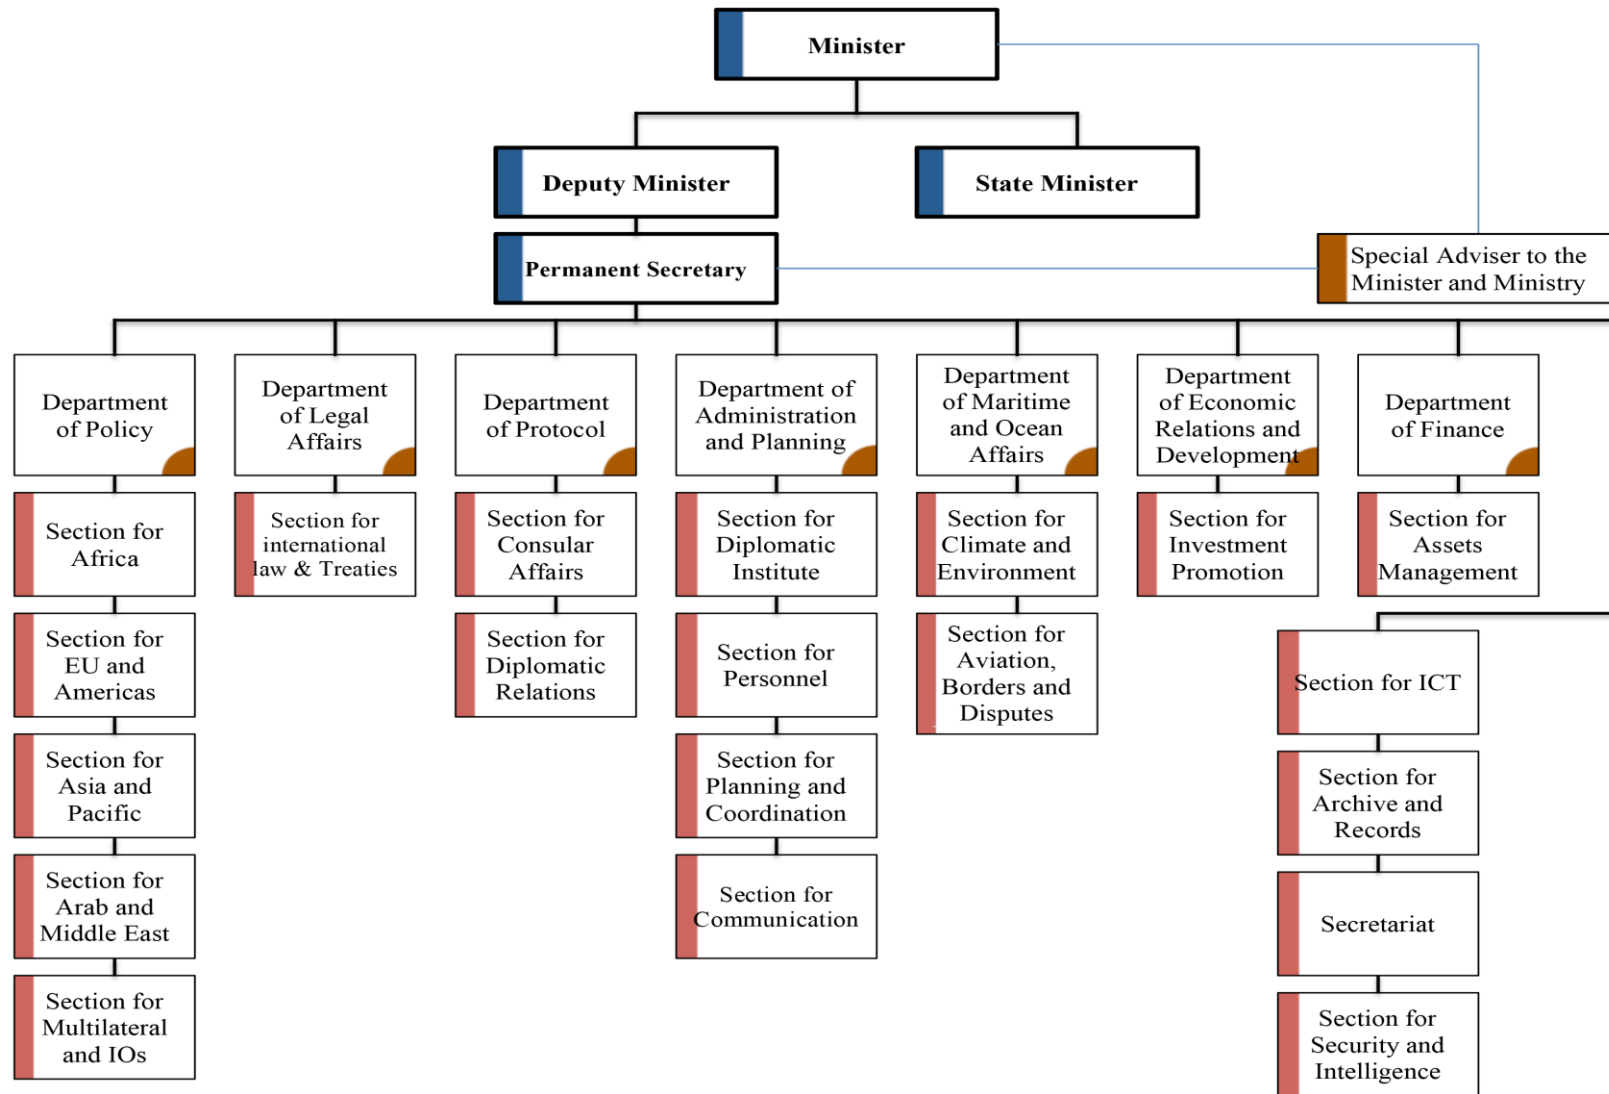 Minister
Deputy Minister
State Minister
Permanent Secretary
Special Adviser to the
Minister and Ministry
Department
of Policy
Department
of Legal
Affairs
Department
of Protocol
Department of
Administration
and Planning
Department
of Maritime
and Ocean
Affairs
Department
of Economic
Relations and
Development
Department
of Finance
Section for
Africa
Section for
international
law & Treaties
Section for
Consular
Affairs
Section for
Diplomatic
Institute
Section for
Climate and
Environment
Section for
Investment
Promotion
Section for
Assets
Management
Section for
EU and
Americas
Section for
Diplomatic
Relations
Section for
Personnel
Section for
Aviation,
Borders and
Disputes
Section for ICT
Section for
Asia and
Pacific
Section for
Planning and
Coordination
Section for
Archive and
Records
Section for
Arab and
Middle East
Section for
Communication
Secretariat
Section for
Multilateral
and IOs
Section for
Security and
Intelligence